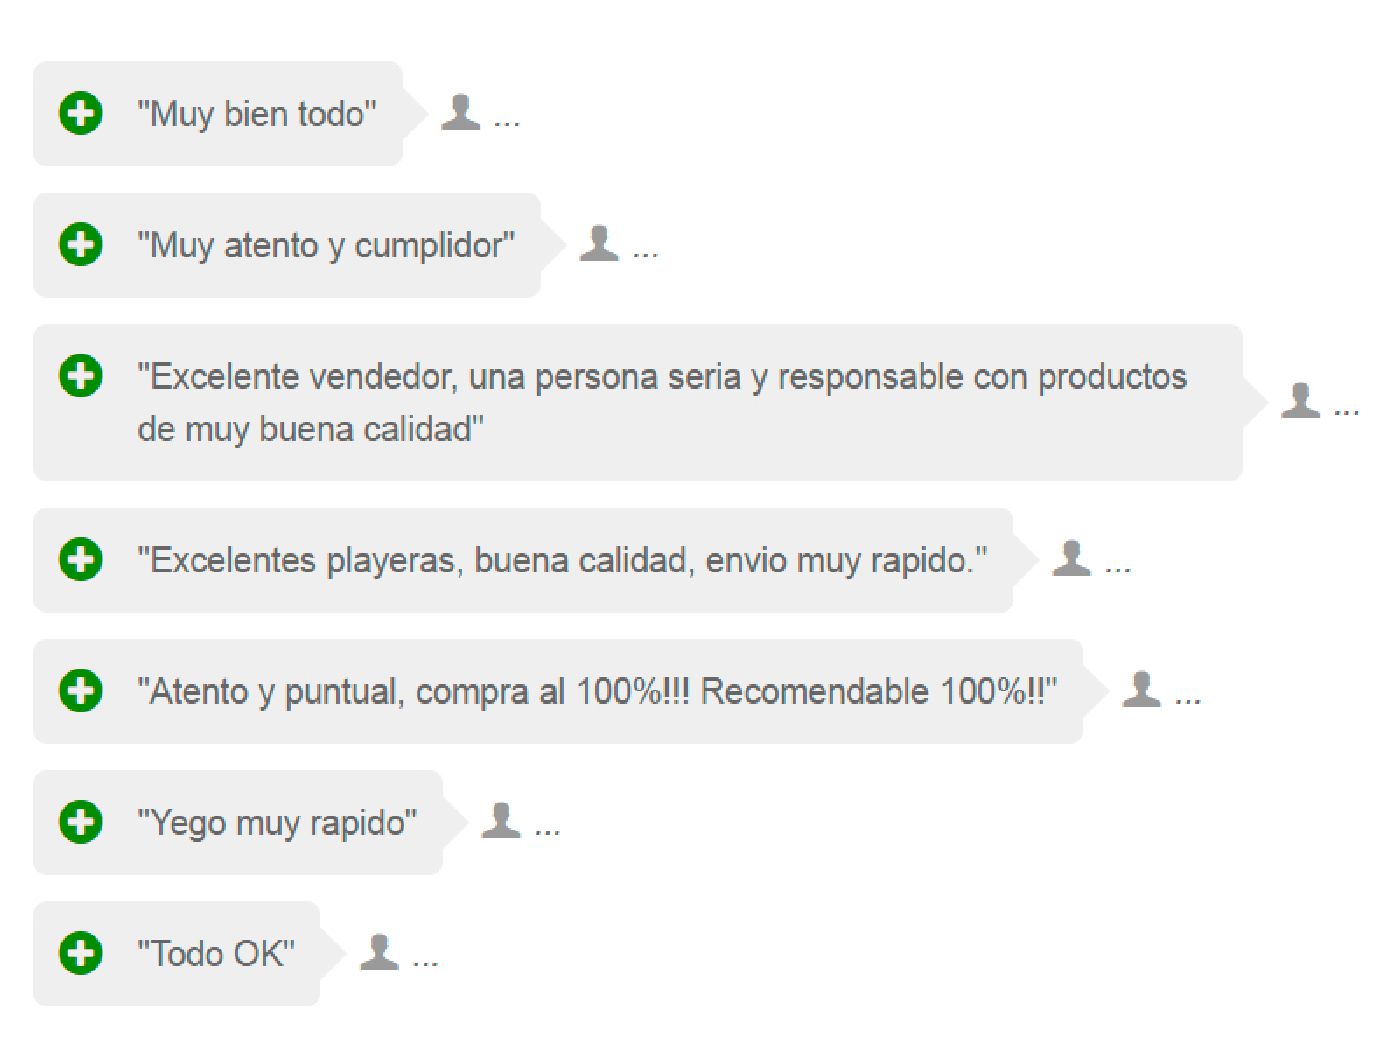 "Muy bien todo" ...
"Muy atento y cumplidor" ...
"Excelente vendedor, una persona seria y responsable con productos
de muy buena calidad" ...
"Excelentes playeras, buena calidad, envio muy rapido." ...
"Atento y puntual, compra al 100%!!! Recomendable 100%!!" ...
"Yego muy rapido" ...
"Todo OK" ...